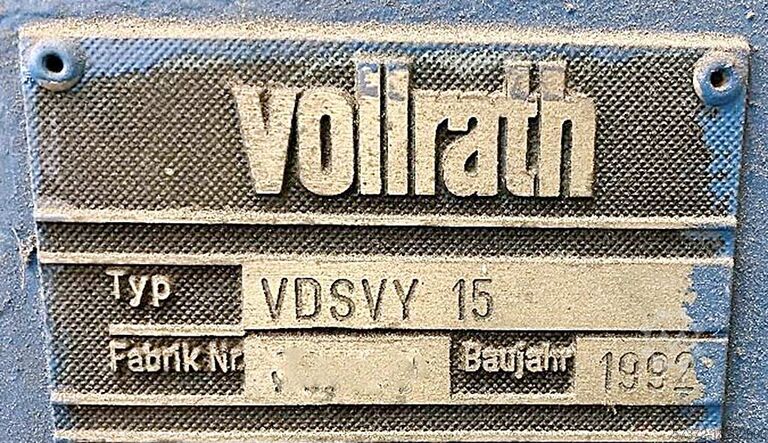 vollrath
Typ VDSVY 15
Fabrik Nr. Baujahr 1992